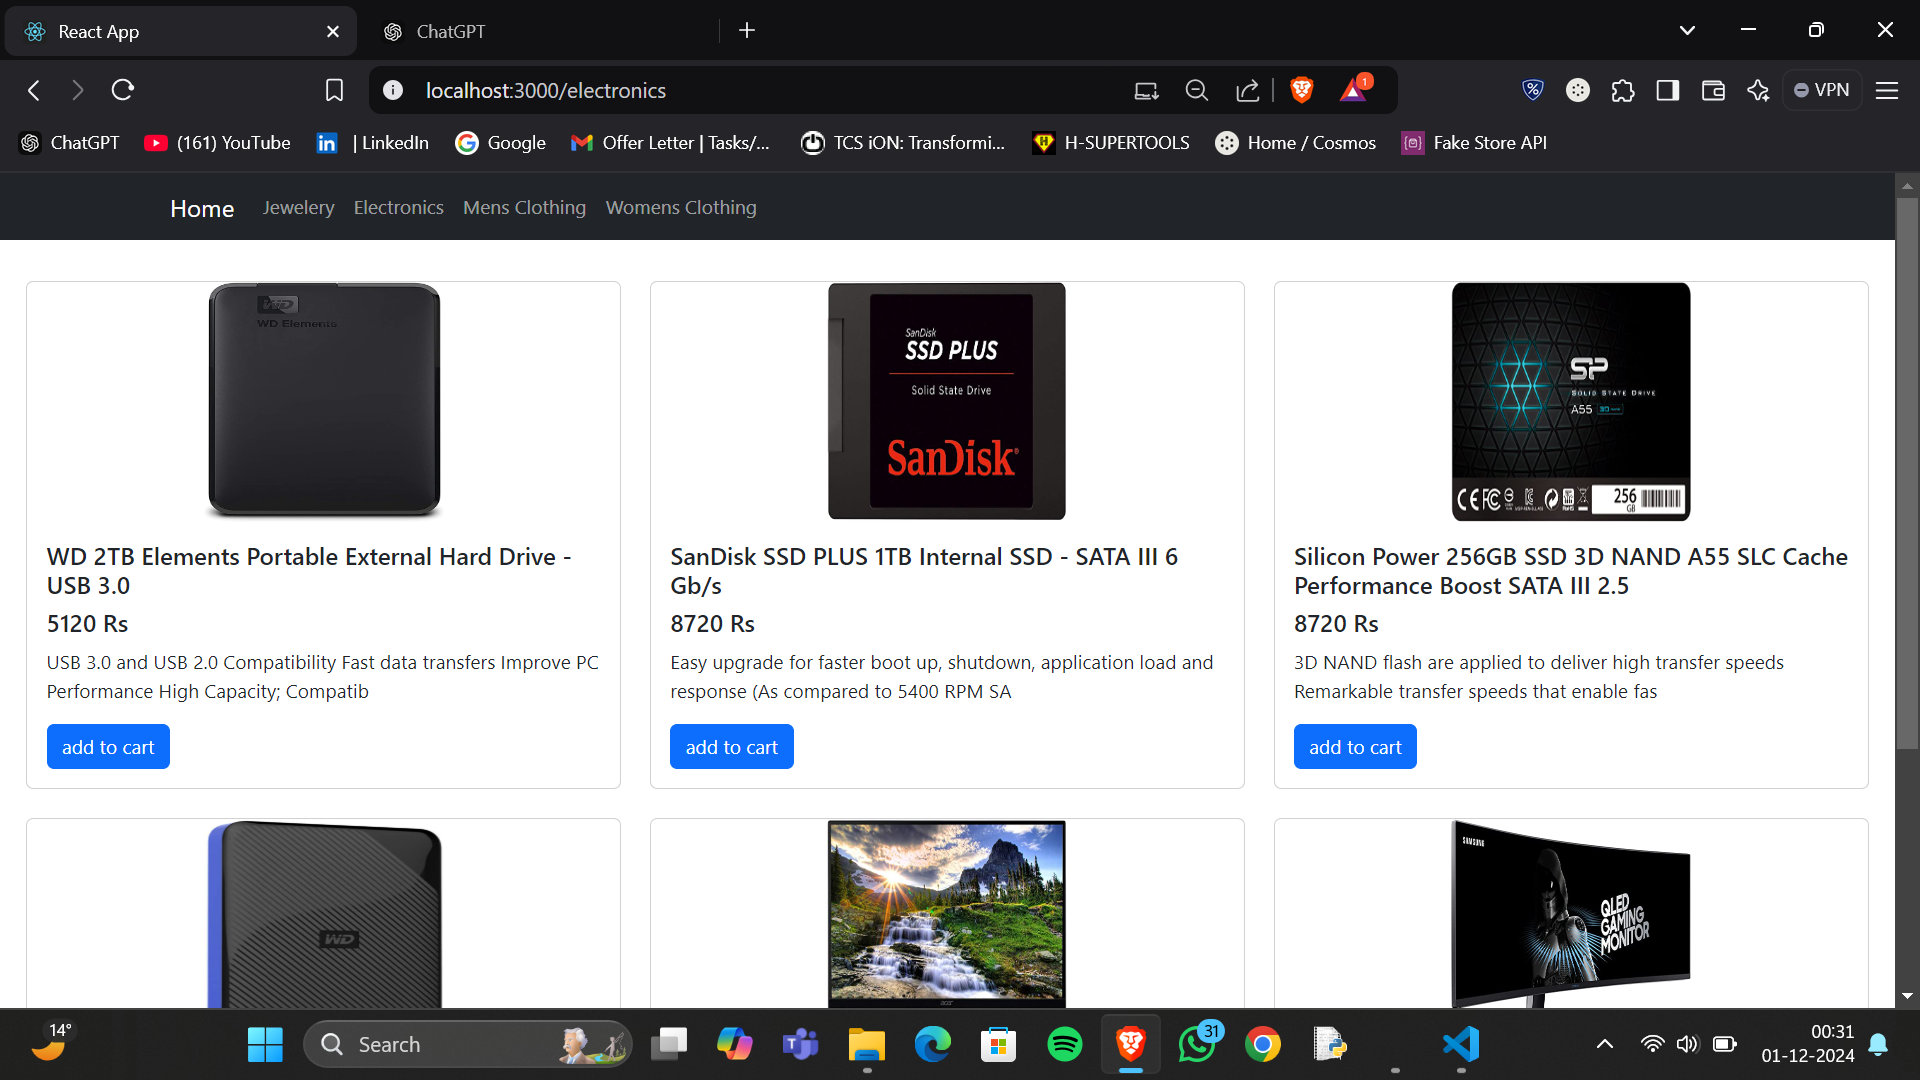 React App
ChatGPT
localhost:3000/electronics
1
VPN
ChatGPT
(161) YouTube
| LinkedIn
Google
Offer Letter | Tasks/...
TCS iON: Transformi...
H-SUPERTOOLS
Home / Cosmos
Fake Store API
Home Jewelery Electronics Mens Clothing Womens Clothing
WD
WD Elements
WD 2TB Elements Portable External Hard Drive -
USB 3.0
5120 Rs
USB 3.0 and USB 2.0 Compatibility Fast data transfers Improve PC
Performance High Capacity; Compatib
add to cart
SanDisk
SSD PLUS
Solid State Drive
SanDisk
SanDisk SSD PLUS 1TB Internal SSD - SATA III 6
Gb/s
8720 Rs
Easy upgrade for faster boot up, shutdown, application load and
response (As compared to 5400 RPM SA
add to cart
SP
SOLID STATE DRIVE
A55
256
GB
Silicon Power 256GB SSD 3D NAND A55 SLC Cache
Performance Boost SATA III 2.5
8720 Rs
3D NAND flash are applied to deliver high transfer speeds
Remarkable transfer speeds that enable fas
add to cart
WD
acer
SAMSUNG
QLED
GAMING
MONITOR
14°
Search
31
00:31
01-12-2024